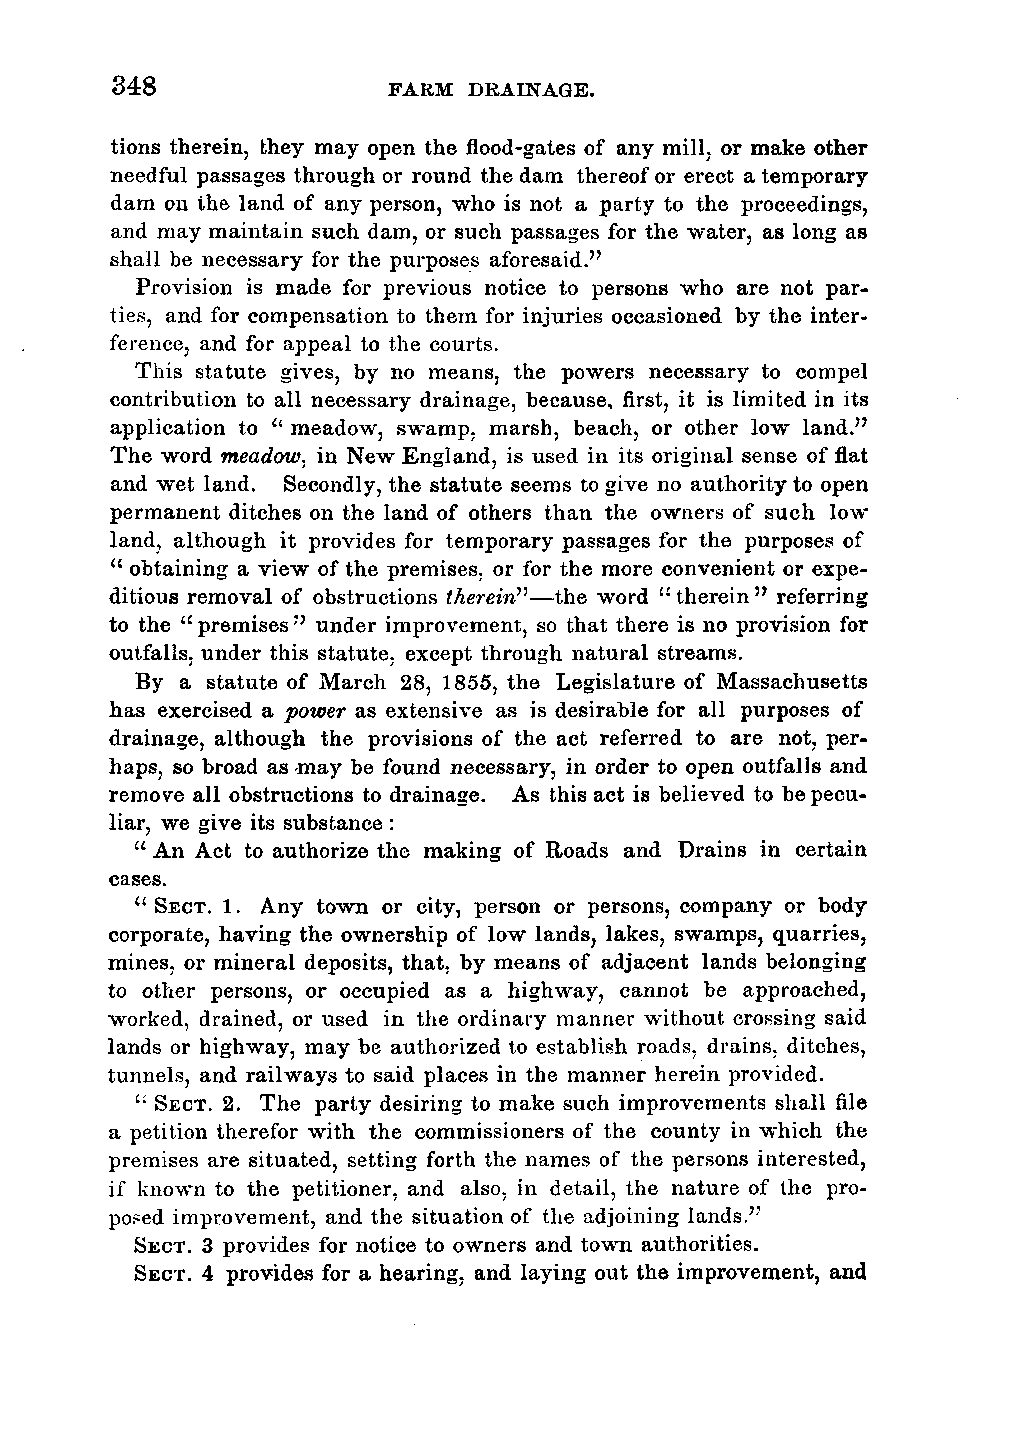 348 FARM DRAINAGE.
tions therein, they may open the flood-gates of any mill, or make other
needful passages through or round the dam thereof or erect a temporary
dam on the land of any person, who is not a party to the proceedings,
and may maintain such dam, or such passages for the water, as long as
shall be necessary for the purposes aforesaid."
Provision is made for previous notice to persons who are not par-
ties, and for compensation to them for injuries occasioned by the inter-
ference, and for appeal to the courts.
This statute gives, by no means, the powers necessary to compel
contribution to all necessary drainage, because, first, it is limited in its
application to "meadow, swamp, marsh, beach, or other low land."
The word meadow, in New England, is used in its original sense of flat
and wet land. Secondly, the statute seems to give no authority to open
permanent ditches on the land of others than the owners of such low
land, although it provides for temporary passages for the purposes of
"obtaining a view of the premises, or for the more convenient or expe-
ditious removal of obstructions therein"—the word "therein" referring
to the "premises" under improvement, so that there is no provision for
outfalls, under this statute, except through natural streams.
By a statute of March 28, 1855, the Legislature of Massachusetts
has exercised a power as extensive as is desirable for all purposes of
drainage, although the provisions of the act referred to are not, per-
haps, so broad as may be found necessary, in order to open outfalls and
remove all obstructions to drainage. As this act is believed to be pecu-
liar, we give its substance:
"An Act to authorize the making of Roads and Drains in certain
cases.
"SECT. 1. Any town or city, person or persons, company or body
corporate, having the ownership of low lands, lakes, swamps, quarries,
mines, or mineral deposits, that, by means of adjacent lands belonging
to other persons, or occupied as a highway, cannot be approached,
worked, drained, or used in the ordinary manner without crossing said
lands or highway, may be authorized to establish roads, drains, ditches,
tunnels, and railways to said places in the manner herein provided.
"SECT. 2. The party desiring to make such improvements shall file
a petition therefor with the commissioners of the county in which the
premises are situated, setting forth the names of the persons interested,
if known to the petitioner, and also, in detail, the nature of the pro-
posed improvement, and the situation of the adjoining lands."
SECT. 3 provides for notice to owners and town authorities.
SECT. 4 provides for a hearing, and laying out the improvement, and